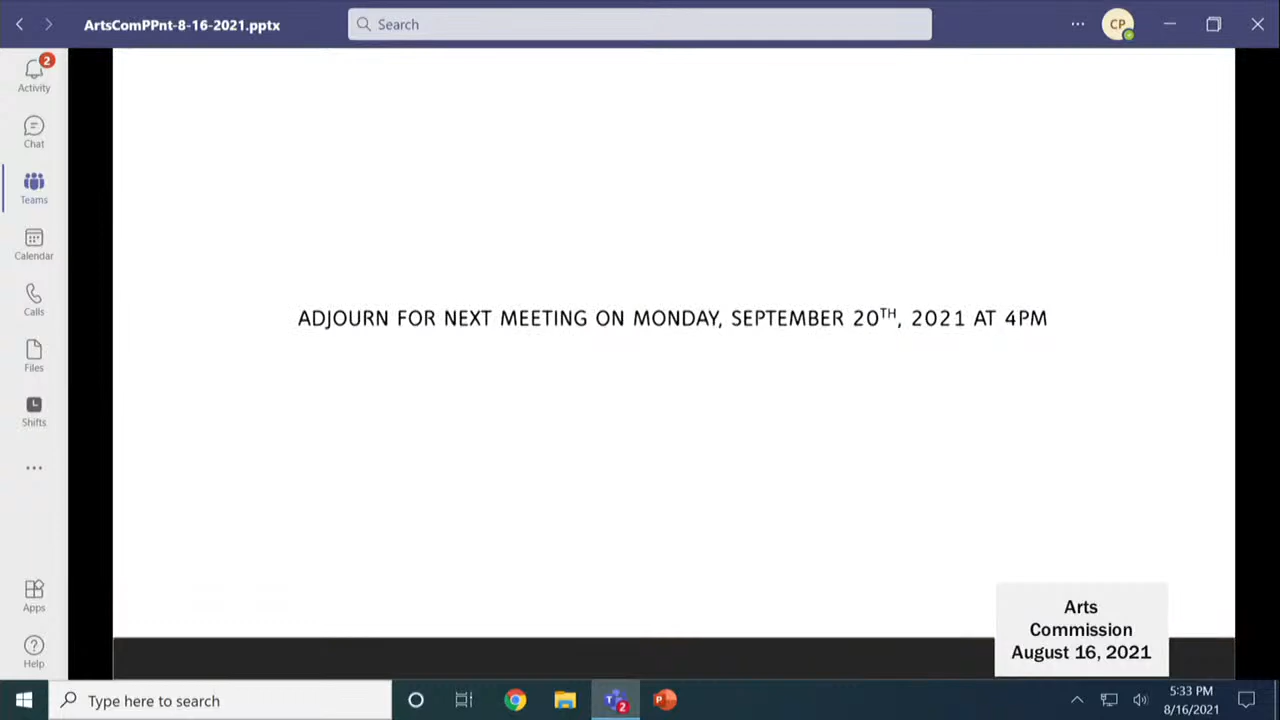 ArtsComPPnt-8-16-2021.pptx
Search
CP
2
Activity
Chat
Teams
Calendar
Calls
Files
Shifts
Apps
Help
ADJOURN FOR NEXT MEETING ON MONDAY, SEPTEMBER 20TH, 2021 AT 4PM
Arts
Commission
August 16, 2021
Type here to search
T
2
P
5:33 PM
8/16/2021